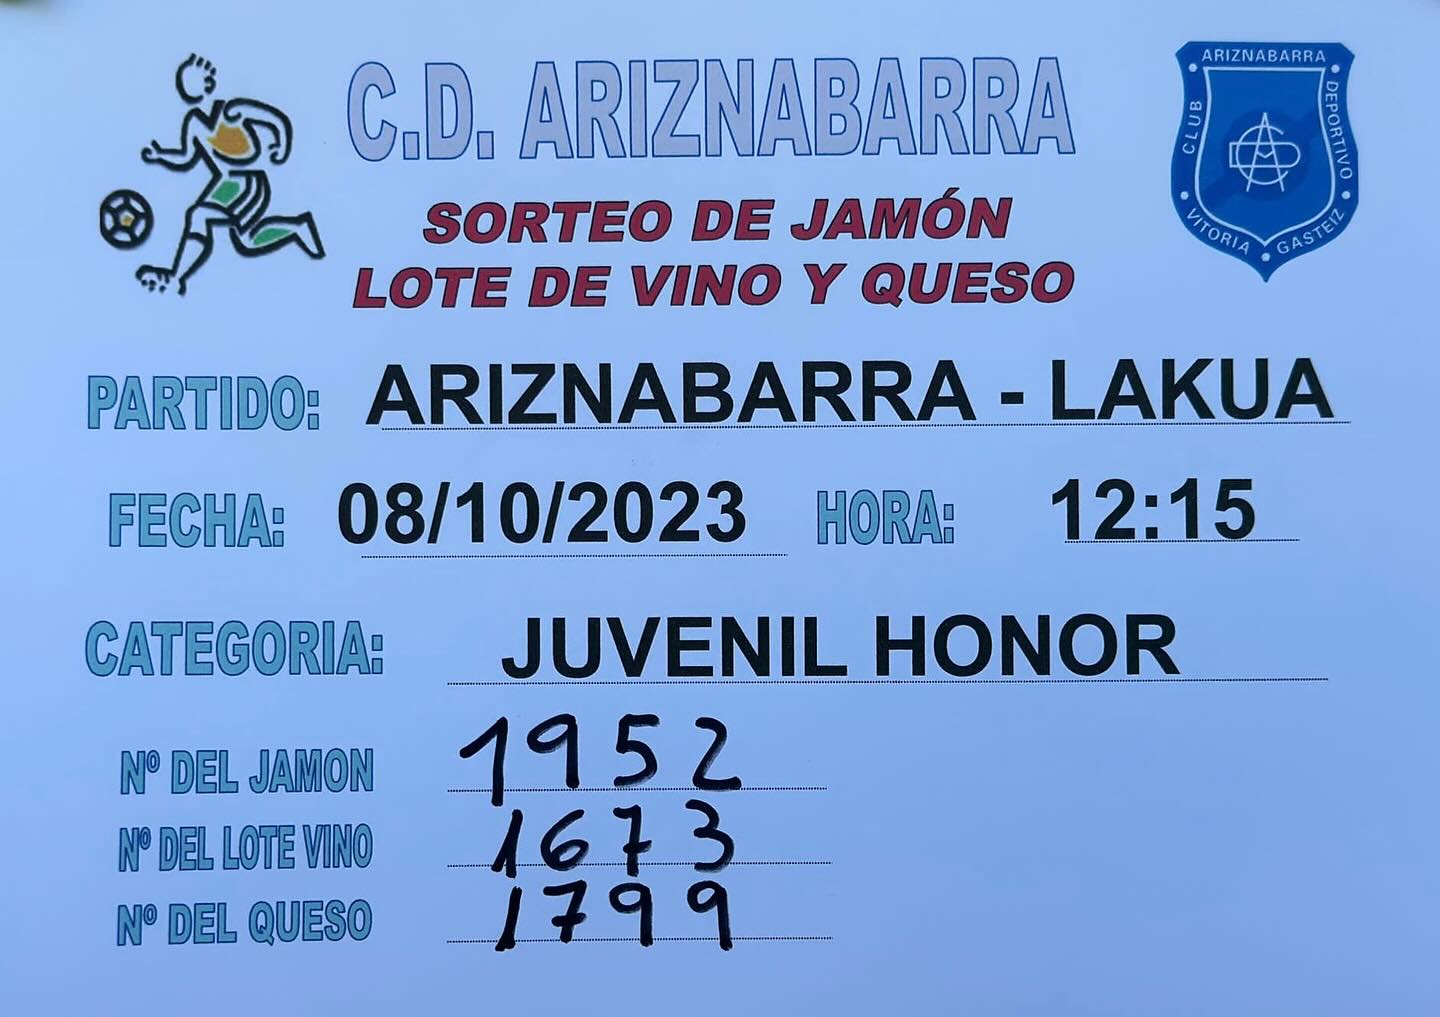 C.D. ARIZNABARRA
ARIZNABARRA
CLUB
DEPORTIVO
VITORIA
GASTEIZ
SORTEO DE JAMÓN
LOTE DE VINO Y QUESO
PARTIDO: ARIZNABARRA - LAKUA
FECHA: 08/10/2023 HORA: 12:15
CATEGORIA: JUVENIL HONOR
Nº DEL JAMON 1952
Nº DEL LOTE VINO 1673
Nº DEL QUESO 1799